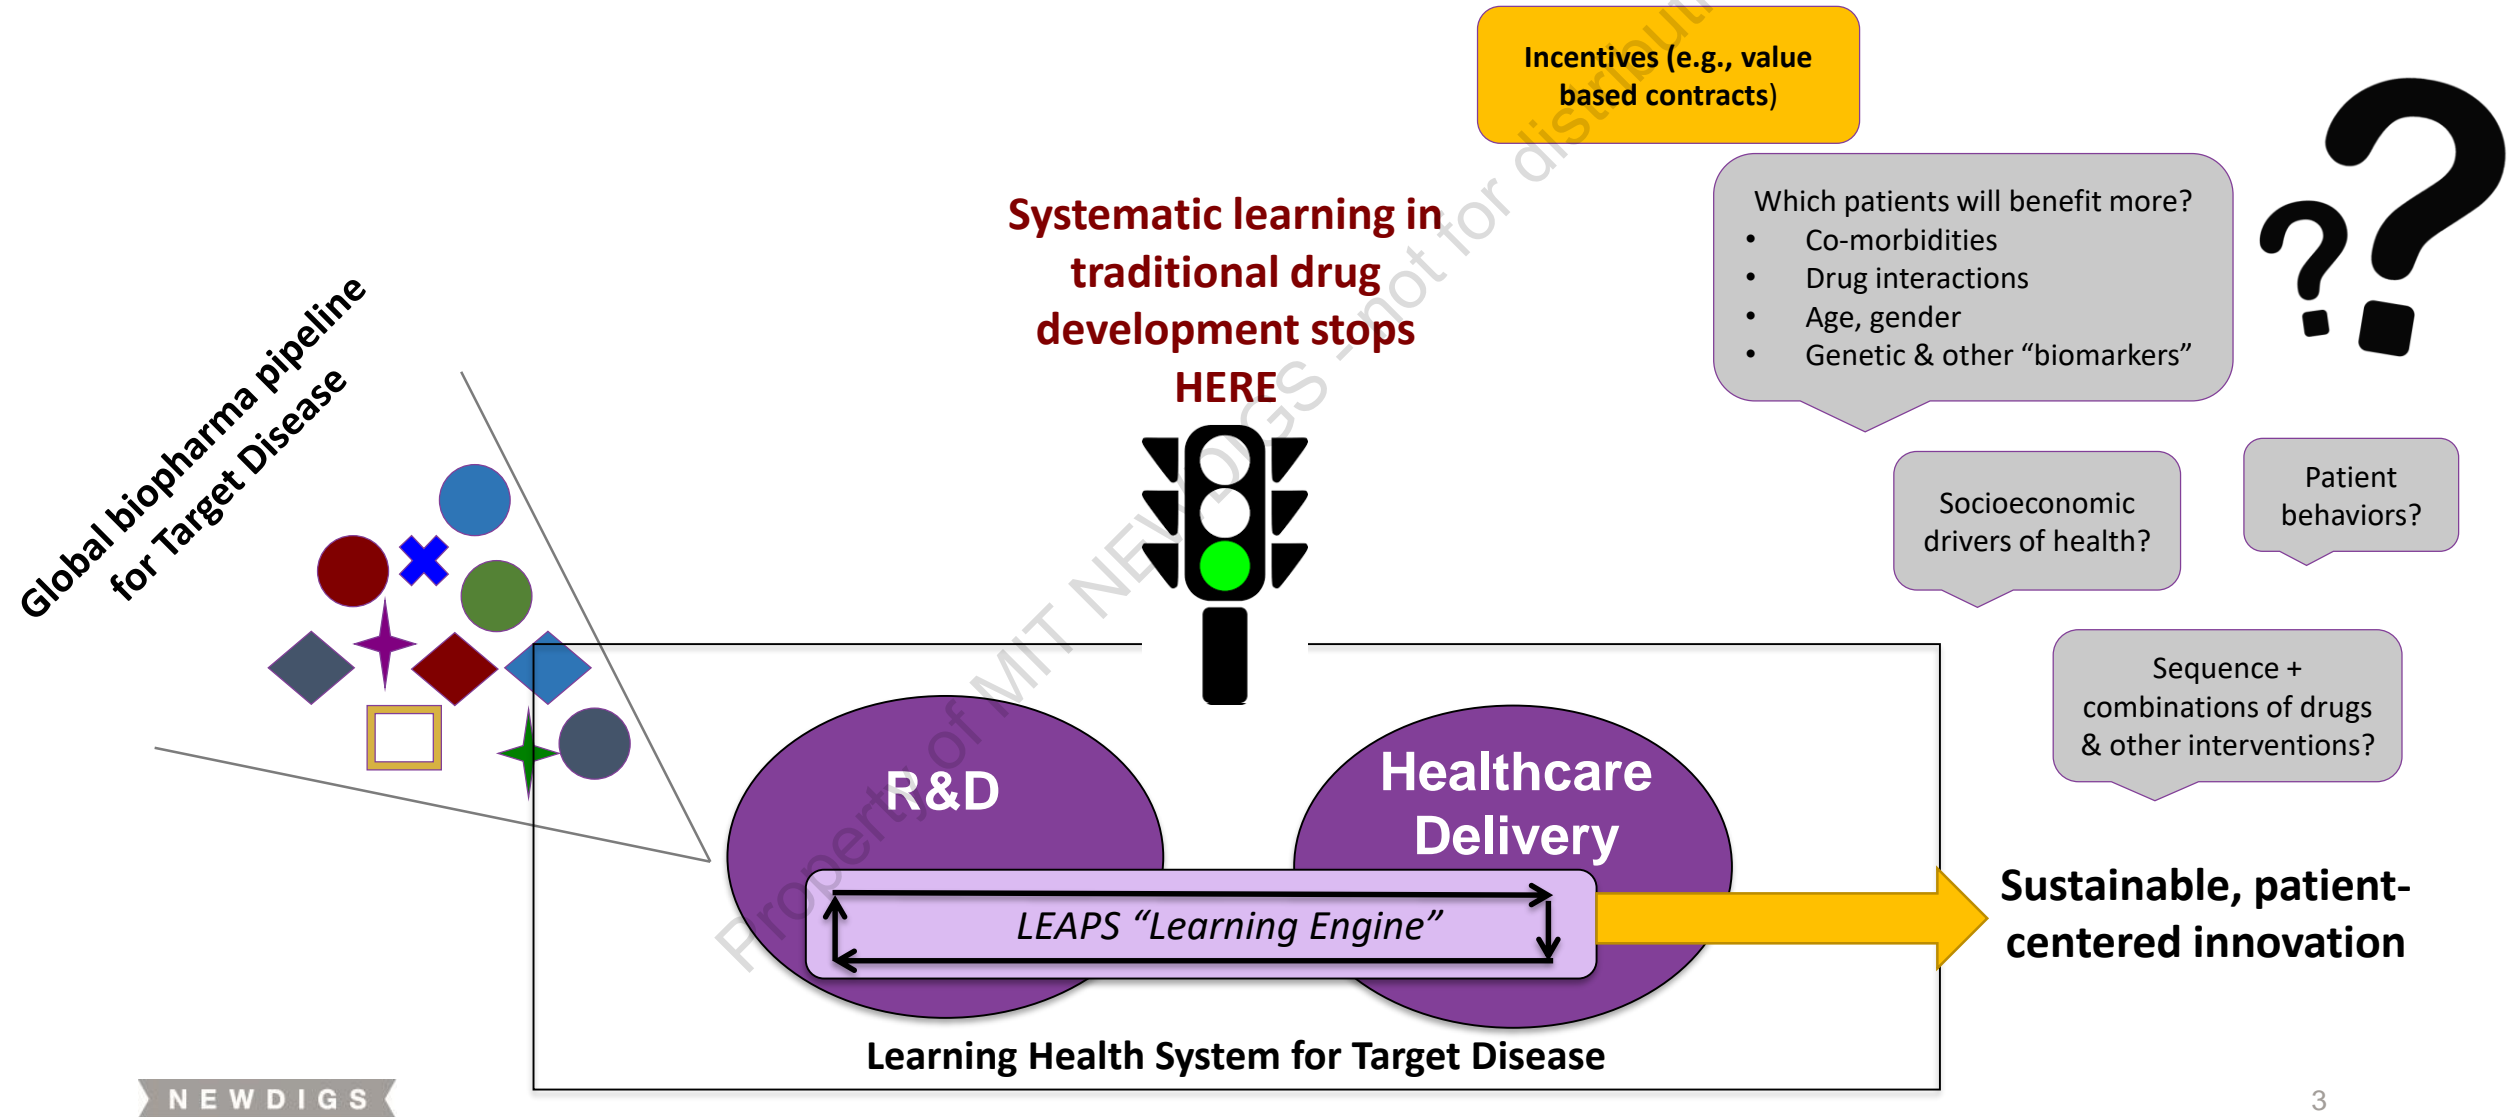 Incentives (e.g., value
based contracts)
Systematic learning in
traditional drug
development stops
HERE
Which patients will benefit more?
• Co-morbidities
• Drug interactions
• Age, gender
• Genetic & other “biomarkers”
Global biopharma pipeline
for Target Disease
Socioeconomic
drivers of health?
Patient
behaviors?
Sequence +
combinations of drugs
& other interventions?
R&D
Healthcare
Delivery
LEAPS “Learning Engine”
Sustainable, patient-
centered innovation
Learning Health System for Target Disease
Property of MIT NEWDIGS - not for
NEWDIGS
3